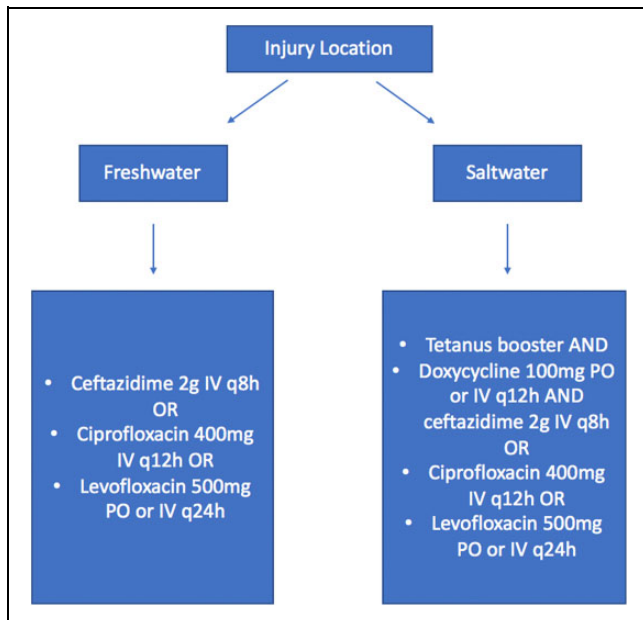 Injury Location
Freshwater
Saltwater
• Ceftazidime 2g IV q8h
OR
• Ciprofloxacin 400mg
IV q12h OR
• Levofloxacin 500mg
PO or IV q24h
• Tetanus booster AND
• Doxycycline 100mg PO
or IV q12h AND
ceftazidime 2g IV q8h
OR
• Ciprofloxacin 400mg
IV q12h OR
• Levofloxacin 500mg
PO or IV q24h